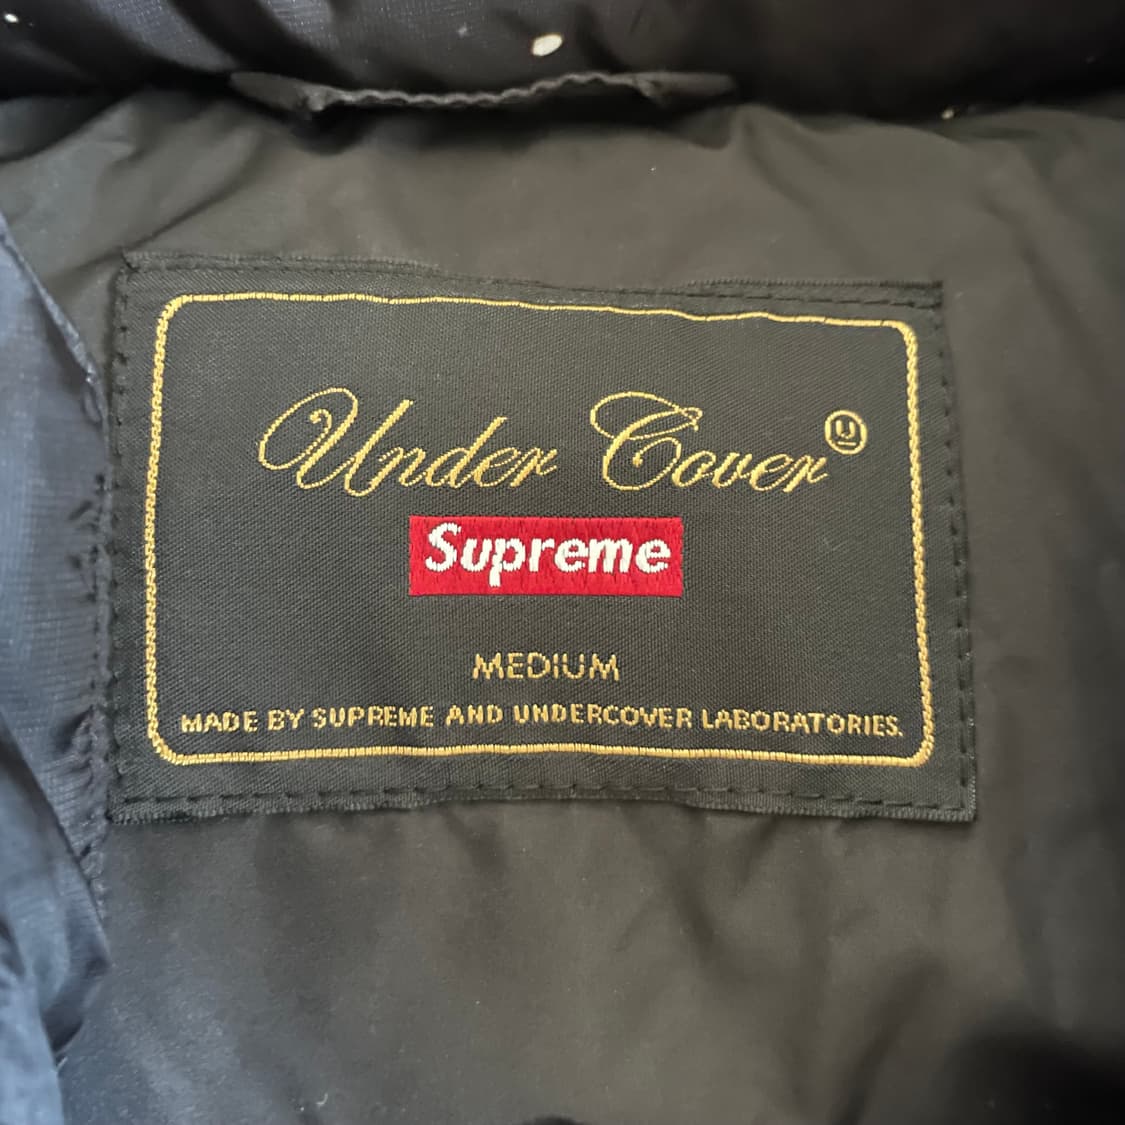 Under Cover Ⓤ
Supreme
MEDIUM
MADE BY SUPREME AND UNDERCOVER LABORATORIES.